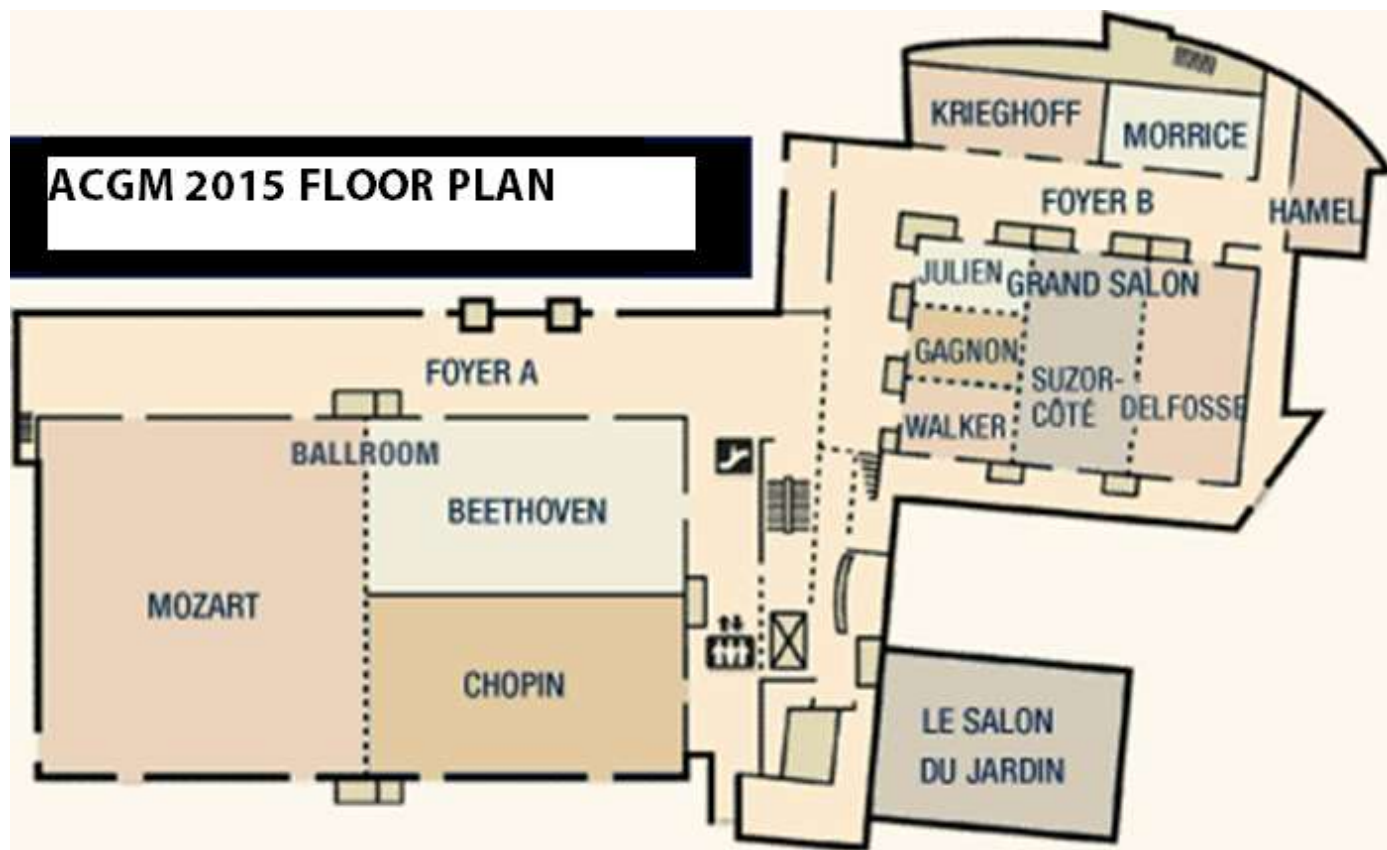 ACGM 2015 FLOOR PLAN
KRIEGHOFF
MORRICE
FOYER B
HAMEL
JULIEN
GRAND SALON
GAGNON
SUZOR-
CÔTÉ
DELFOSSE
WALKER
FOYER A
BALLROOM
BEETHOVEN
MOZART
CHOPIN
LE SALON
DU JARDIN